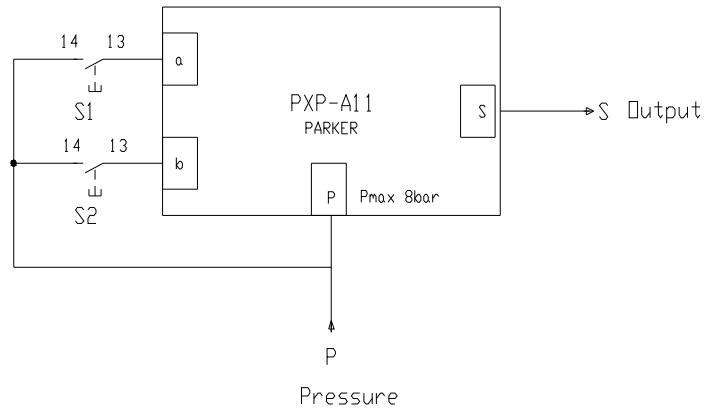 14 13
a
S1
PXP-A11
PARKER
S
S Output
14 13
b
S2
P
Pmax 8bar
P
Pressure